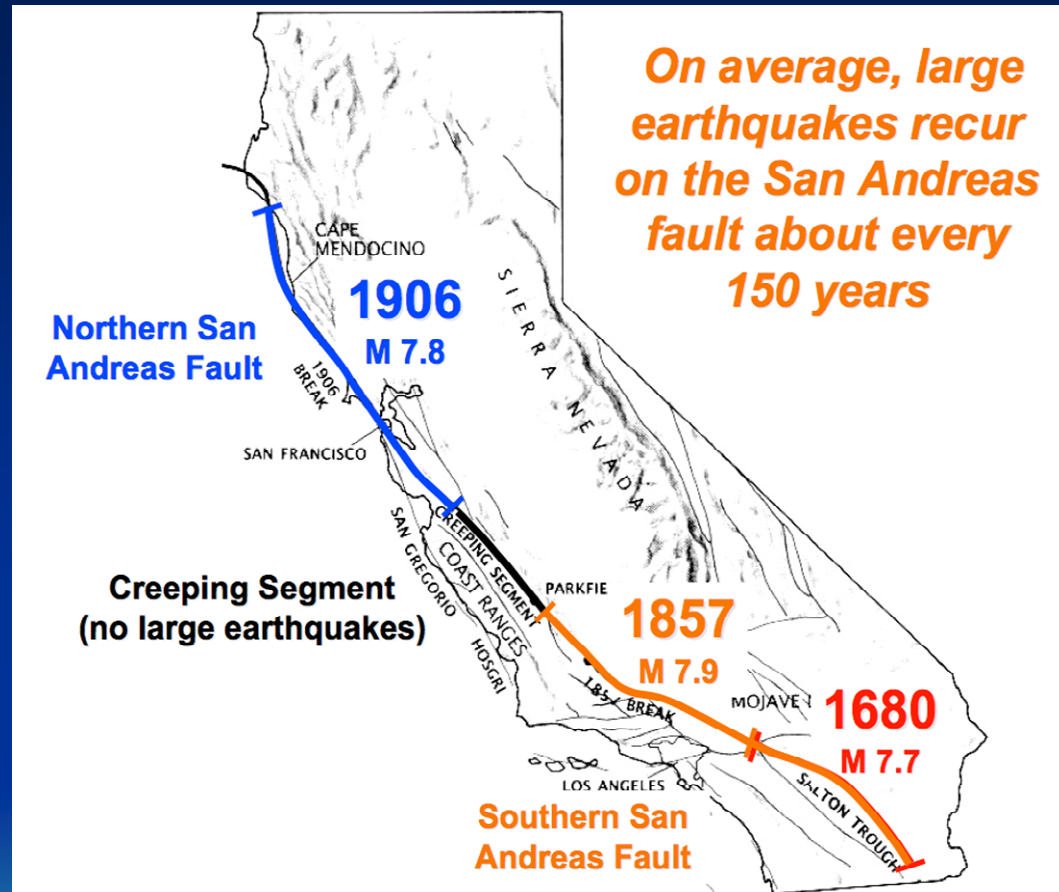 On average, large
earthquakes recur
on the San Andreas
fault about every
150 years
CAPE
MENDOCINO
1906
M 7.8
Northern San
Andreas Fault
1906
BREAK
SIERRA NEVADA
SAN FRANCISCO
CREEPING SEGMENT
COAST RANGES
SAN GREGORIO
HOSGRI
Creeping Segment
(no large earthquakes)
PARKFIE
1857
M 7.9
1857 BREAK
MOJAVE
1680
M 7.7
LOS ANGELES
SALTON TROUGH
Southern San
Andreas Fault